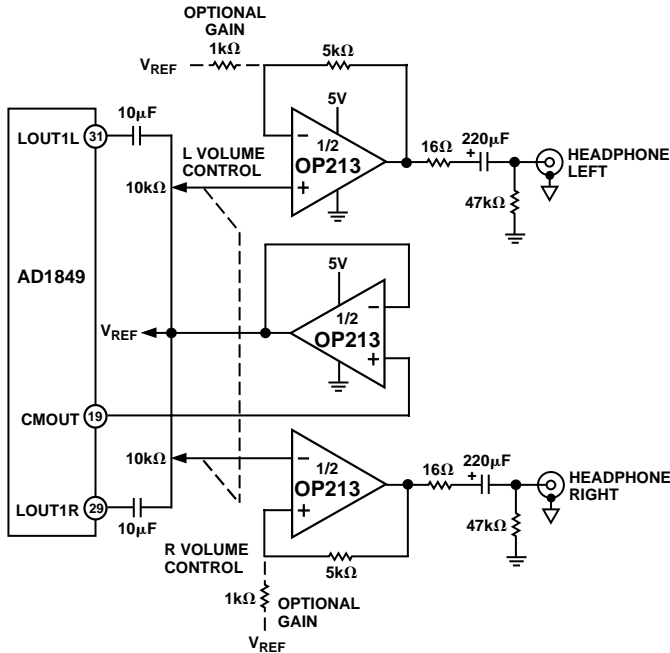 OPTIONAL
GAIN
1kΩ
VREF
5kΩ
5V
10µF
LOUT1L
31
L VOLUME
CONTROL
10kΩ
–
+
1/2
OP213
16Ω
220µF
+
HEADPHONE
LEFT
47kΩ
AD1849
5V
VREF
1/2
OP213
–
+
CMOUT
19
10kΩ
–
+
1/2
OP213
16Ω
220µF
+
HEADPHONE
RIGHT
LOUT1R
29
10µF
47kΩ
R VOLUME
CONTROL
5kΩ
1kΩ
OPTIONAL
GAIN
VREF